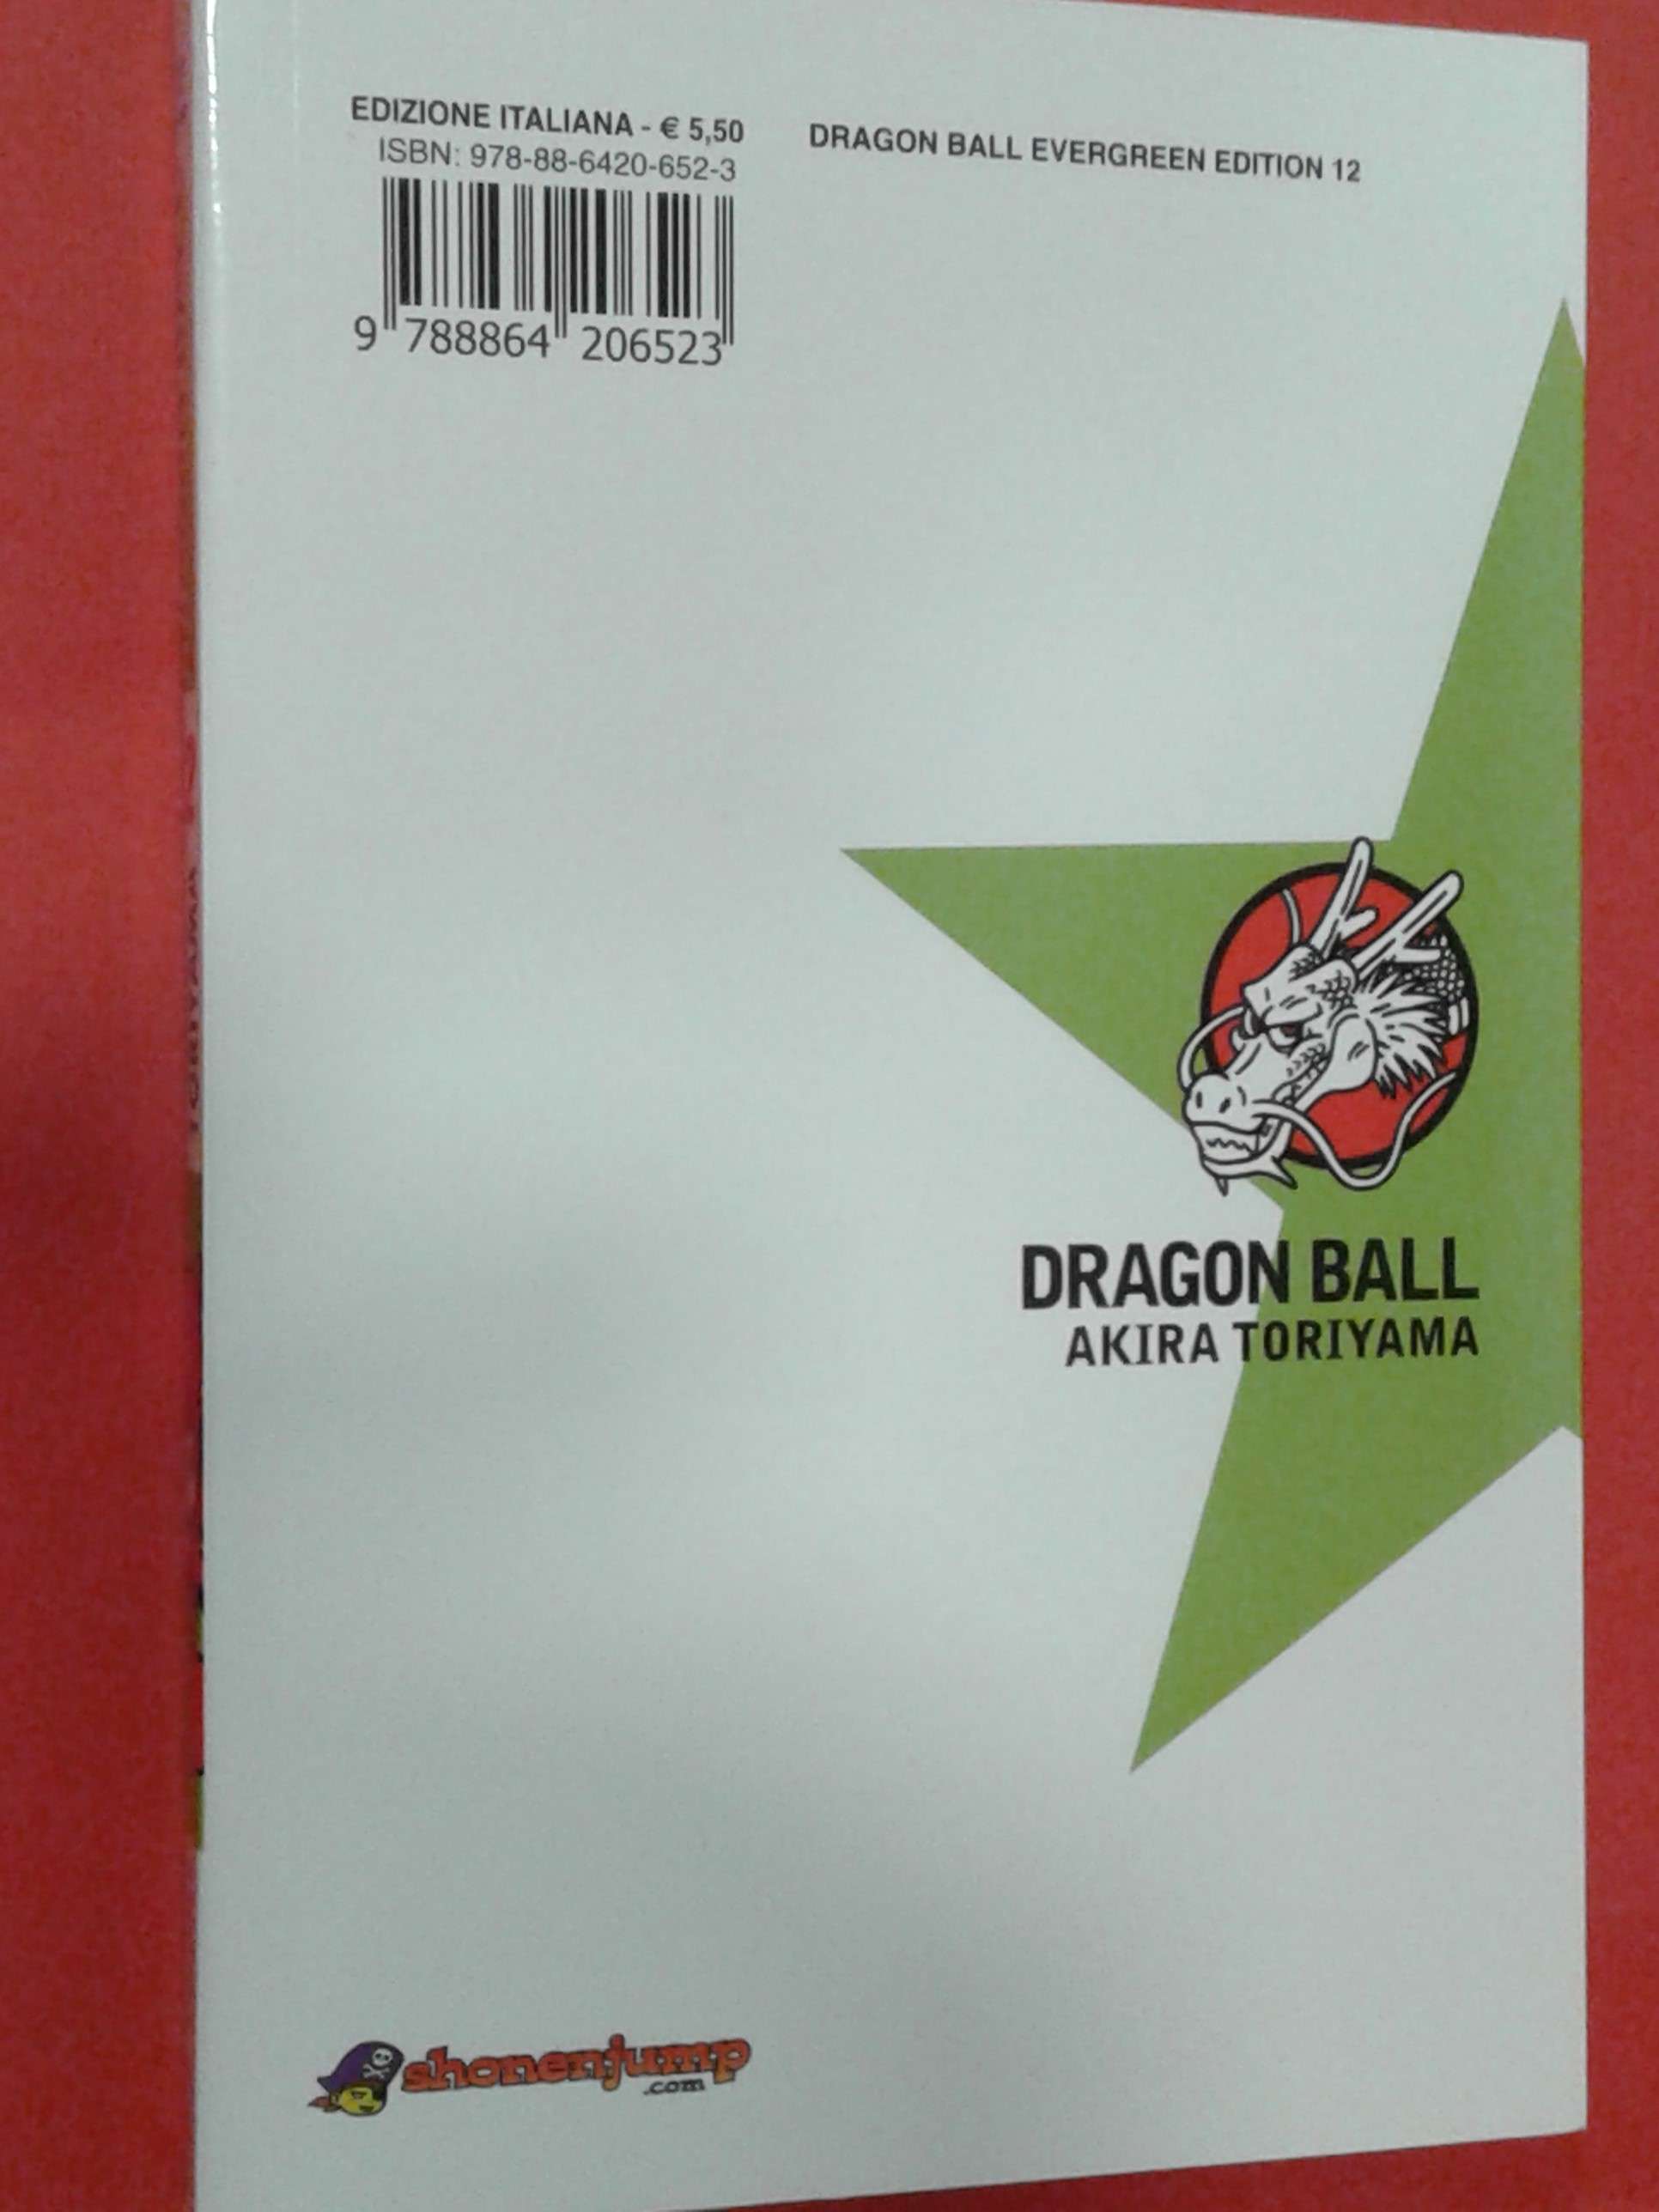 EDIZIONE ITALIANA - € 5,50
ISBN: 978-88-6420-652-3
9 788864 206523
DRAGON BALL EVERGREEN EDITION 12
DRAGON BALL
AKIRA TORIYAMA
shonenjump
.com